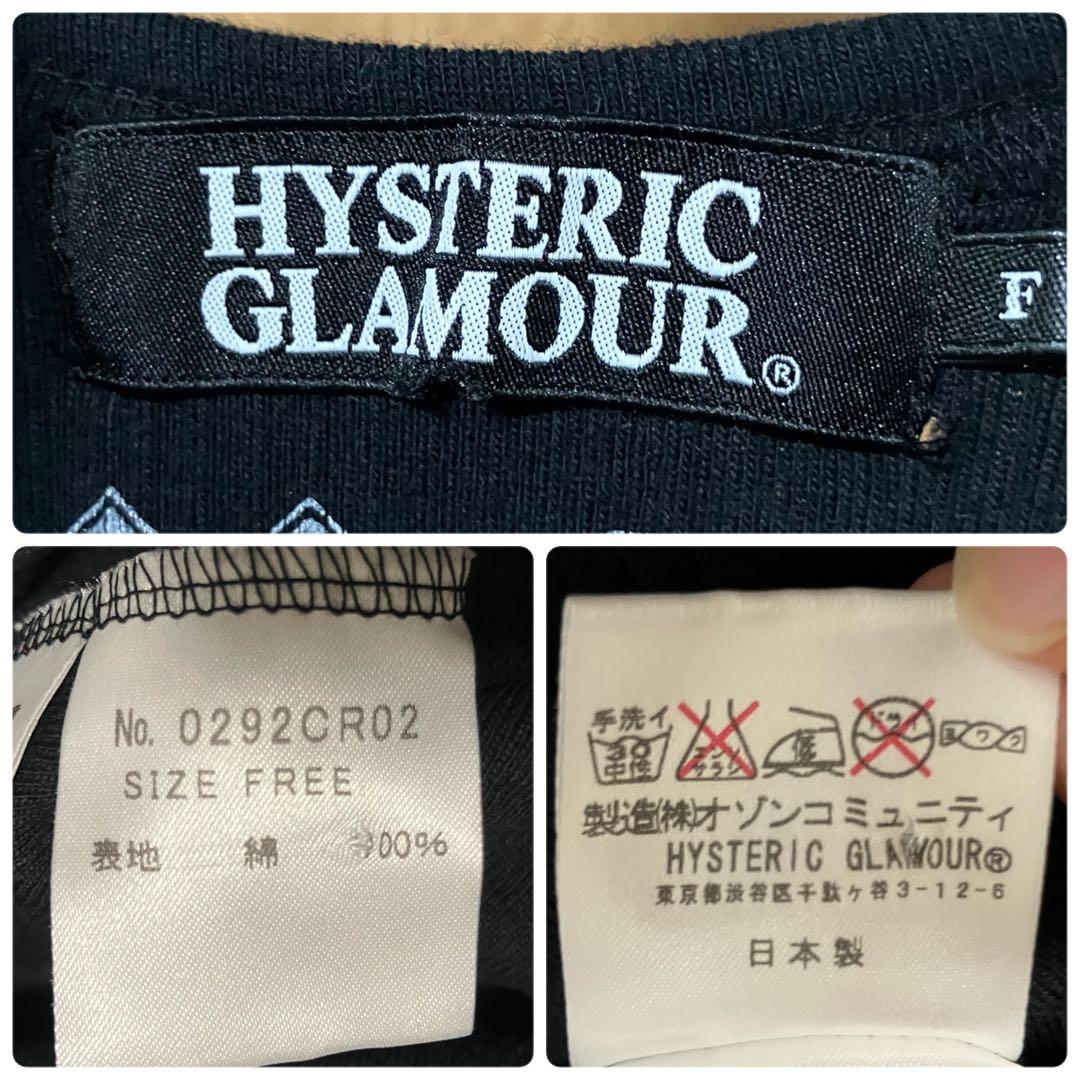 HYSTERIC
GLAMOUR®
F
No. 0292CR02
SIZE FREE
表地 綿 100%
手洗イ
30
中性
エンソ
サラシ
低
ドライ
ヨワク
製造㈱オゾンコミュニティ
HYSTERIC GLAMOUR®
東京都渋谷区千駄ヶ谷3-12-6
日本製